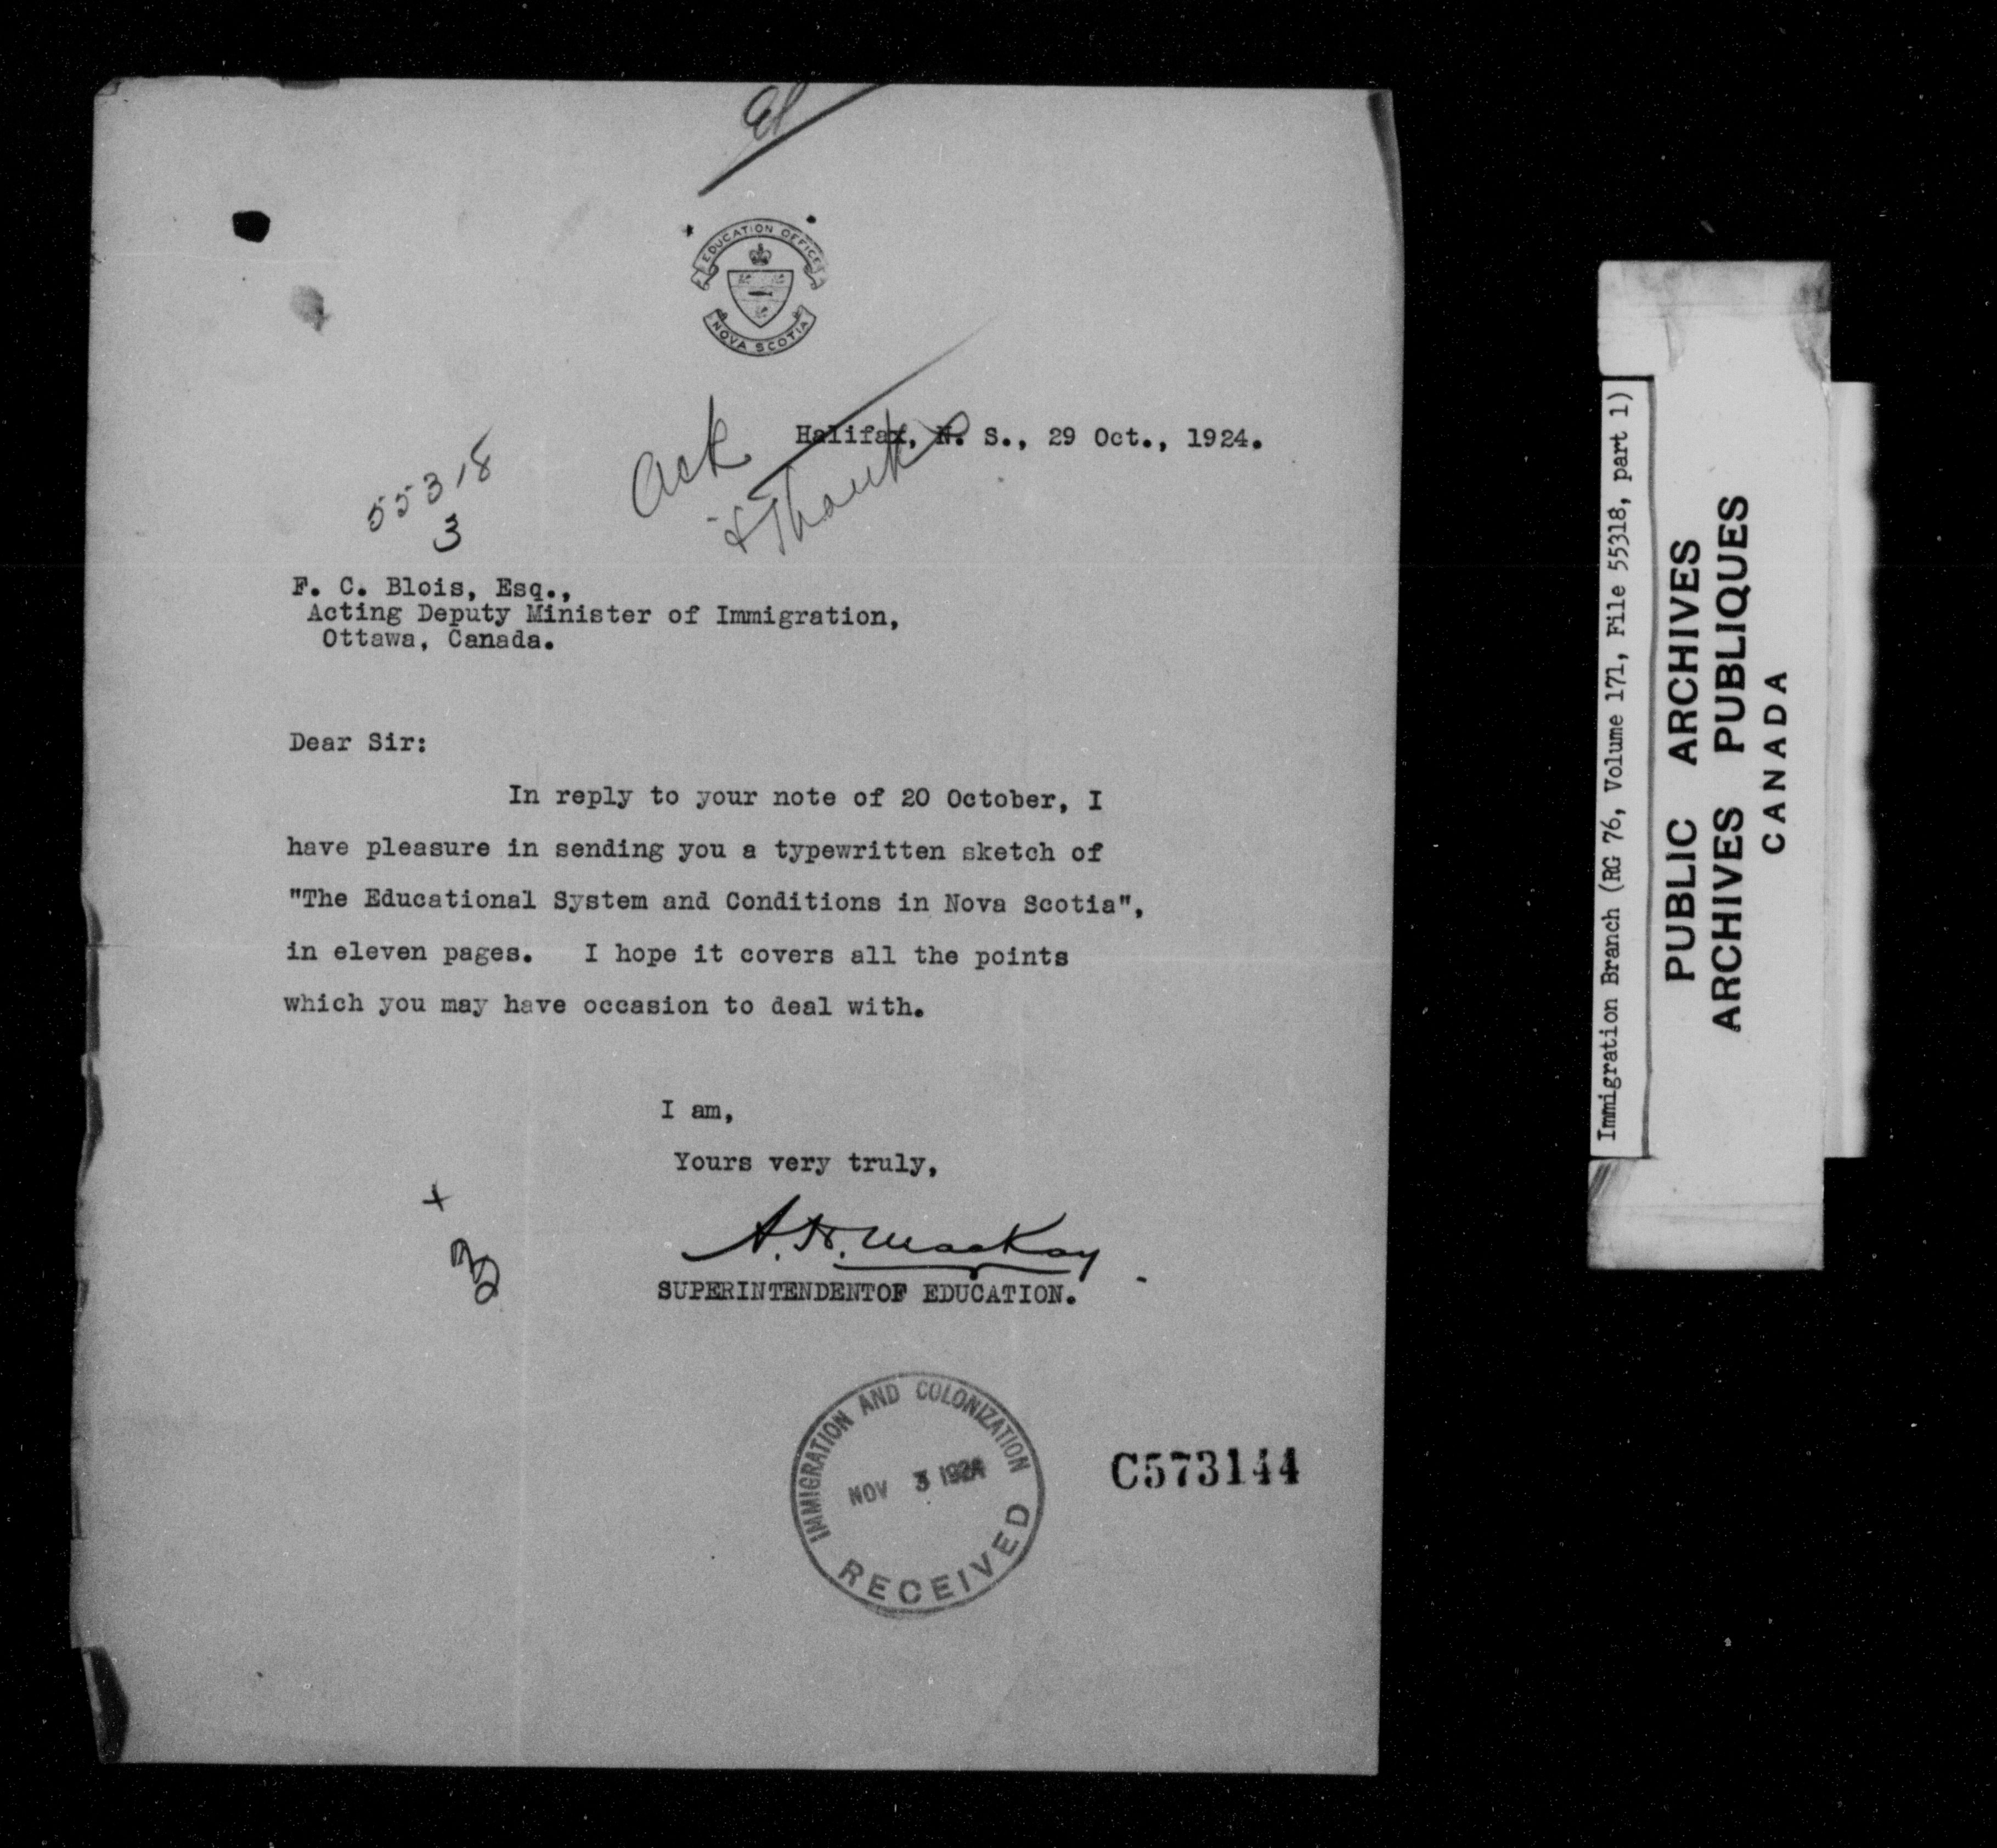 EDUCATION OFFICE
NOVA SCOTIA
Ack
& Thank
Halifax, N. S., 29 Oct., 1924.
55318
3
F. C. Blois, Esq.,
Acting Deputy Minister of Immigration,
Ottawa, Canada.
Dear Sir:
In reply to your note of 20 October, I
have pleasure in sending you a typewritten sketch of
"The Educational System and Conditions in Nova Scotia",
in eleven pages. I hope it covers all the points
which you may have occasion to deal with.
I am,
Yours very truly,
A. H. MacKay
SUPERINTENDENTOF EDUCATION.
IMMIGRATION AND COLONIZATION
NOV 3 1924
RECEIVED
C573144
Immigration Branch (RG 76, Volume 171, File 55318, part 1)
PUBLIC ARCHIVES
ARCHIVES PUBLIQUES
CANADA